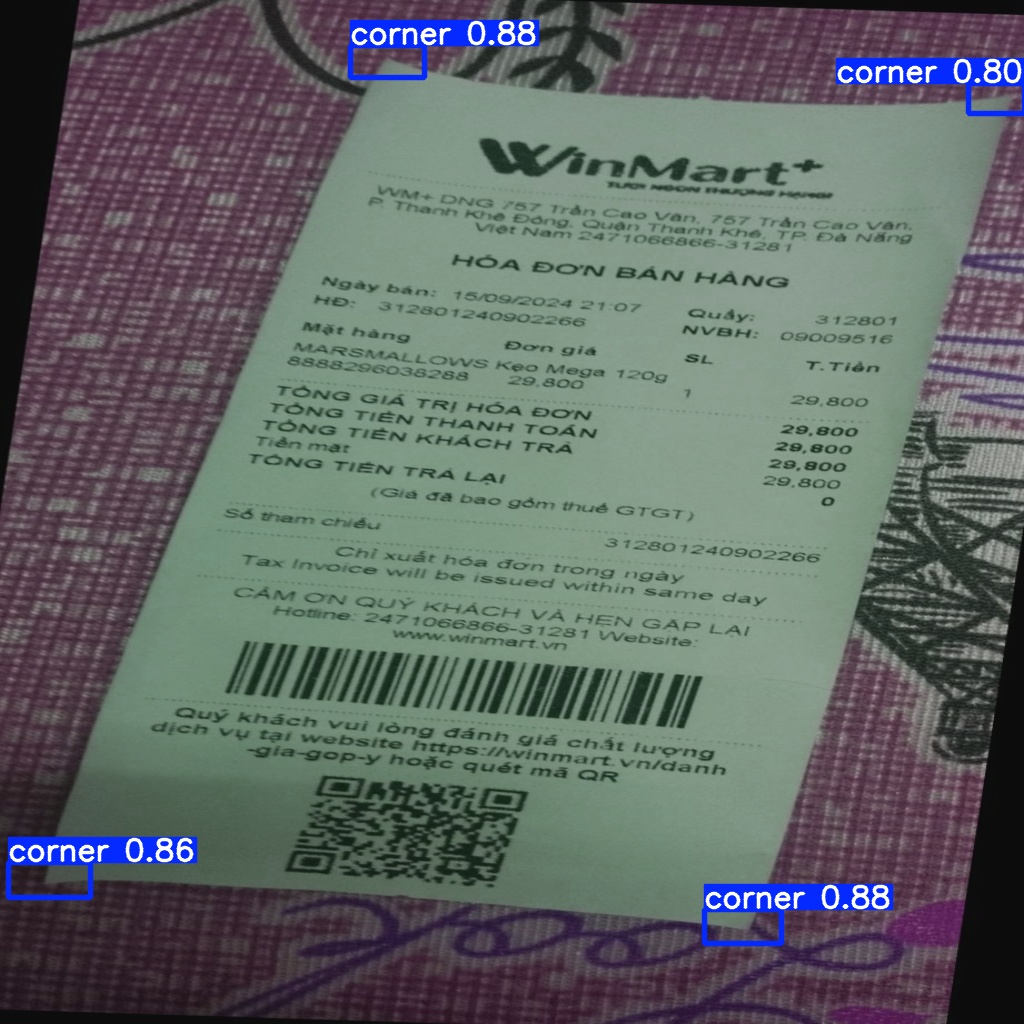 corner 0.88
corner 0.80
WinMart+
TƯƠI NGON THƯỢNG HẠNG
WM+ DNG 757 Trần Cao Vân, 757 Trần Cao Vân,
P. Thanh Khê Đông, Quận Thanh Khê, TP. Đà Nẵng
Việt Nam 2471066866-31281
HÓA ĐƠN BÁN HÀNG
Ngày bán: 15/09/2024 21:07 Quầy: 312801
HĐ: 312801240902266 NVBH: 09009516
Mặt hàng Đơn giá SL T.Tiền
MARSMALLOWS Kẹo Mega 120g
8888296038288 29,800 1 29,800
TỔNG GIÁ TRỊ HÓA ĐƠN 29,800
TỔNG TIỀN THANH TOÁN 29,800
TỔNG TIỀN KHÁCH TRẢ 29,800
Tiền mặt 29,800
TỔNG TIỀN TRẢ LẠI 0
(Giá đã bao gồm thuế GTGT)
Số tham chiếu 312801240902266
Chỉ xuất hóa đơn trong ngày
Tax Invoice will be issued within same day
CẢM ƠN QUÝ KHÁCH VÀ HẸN GẶP LẠI
Hotline: 2471066866-31281 Website:
www.winmart.vn
Quý khách vui lòng đánh giá chất lượng
dịch vụ tại website https://winmart.vn/danh
-gia-gop-y hoặc quét mã QR
corner 0.86
corner 0.88